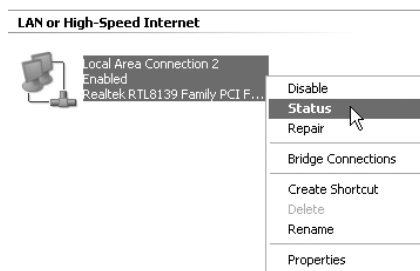 LAN or High-Speed Internet
Local Area Connection 2
Enabled
Realtek RTL8139 Family PCI F...
Disable
Status
Repair
Bridge Connections
Create Shortcut
Delete
Rename
Properties